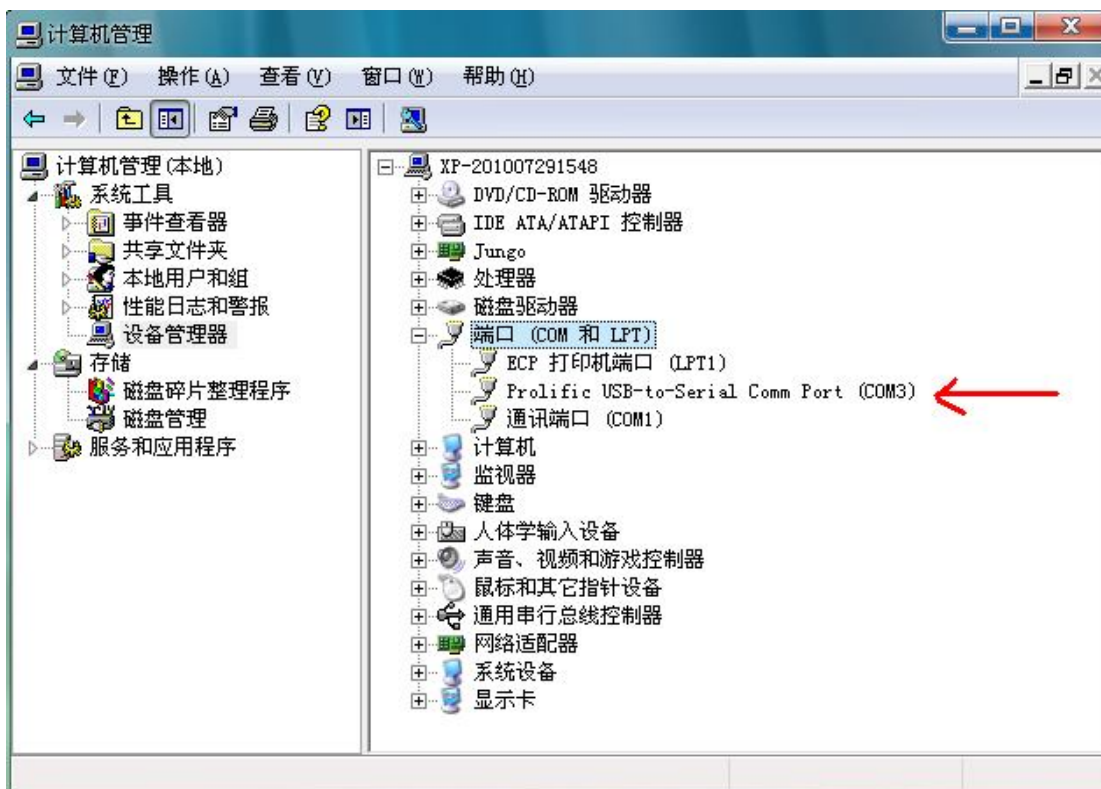 计算机管理
文件(F) 操作(A) 查看(V) 窗口(W) 帮助(H)
计算机管理(本地)
系统工具
事件查看器
共享文件夹
本地用户和组
性能日志和警报
设备管理器
存储
磁盘碎片整理程序
磁盘管理
服务和应用程序
XP-201007291548
DVD/CD-ROM 驱动器
IDE ATA/ATAPI 控制器
Jungo
处理器
磁盘驱动器
端口 (COM 和 LPT)
ECP 打印机端口 (LPT1)
Prolific USB-to-Serial Comm Port (COM3)
通讯端口 (COM1)
计算机
监视器
键盘
人体学输入设备
声音、视频和游戏控制器
鼠标和其它指针设备
通用串行总线控制器
网络适配器
系统设备
显示卡